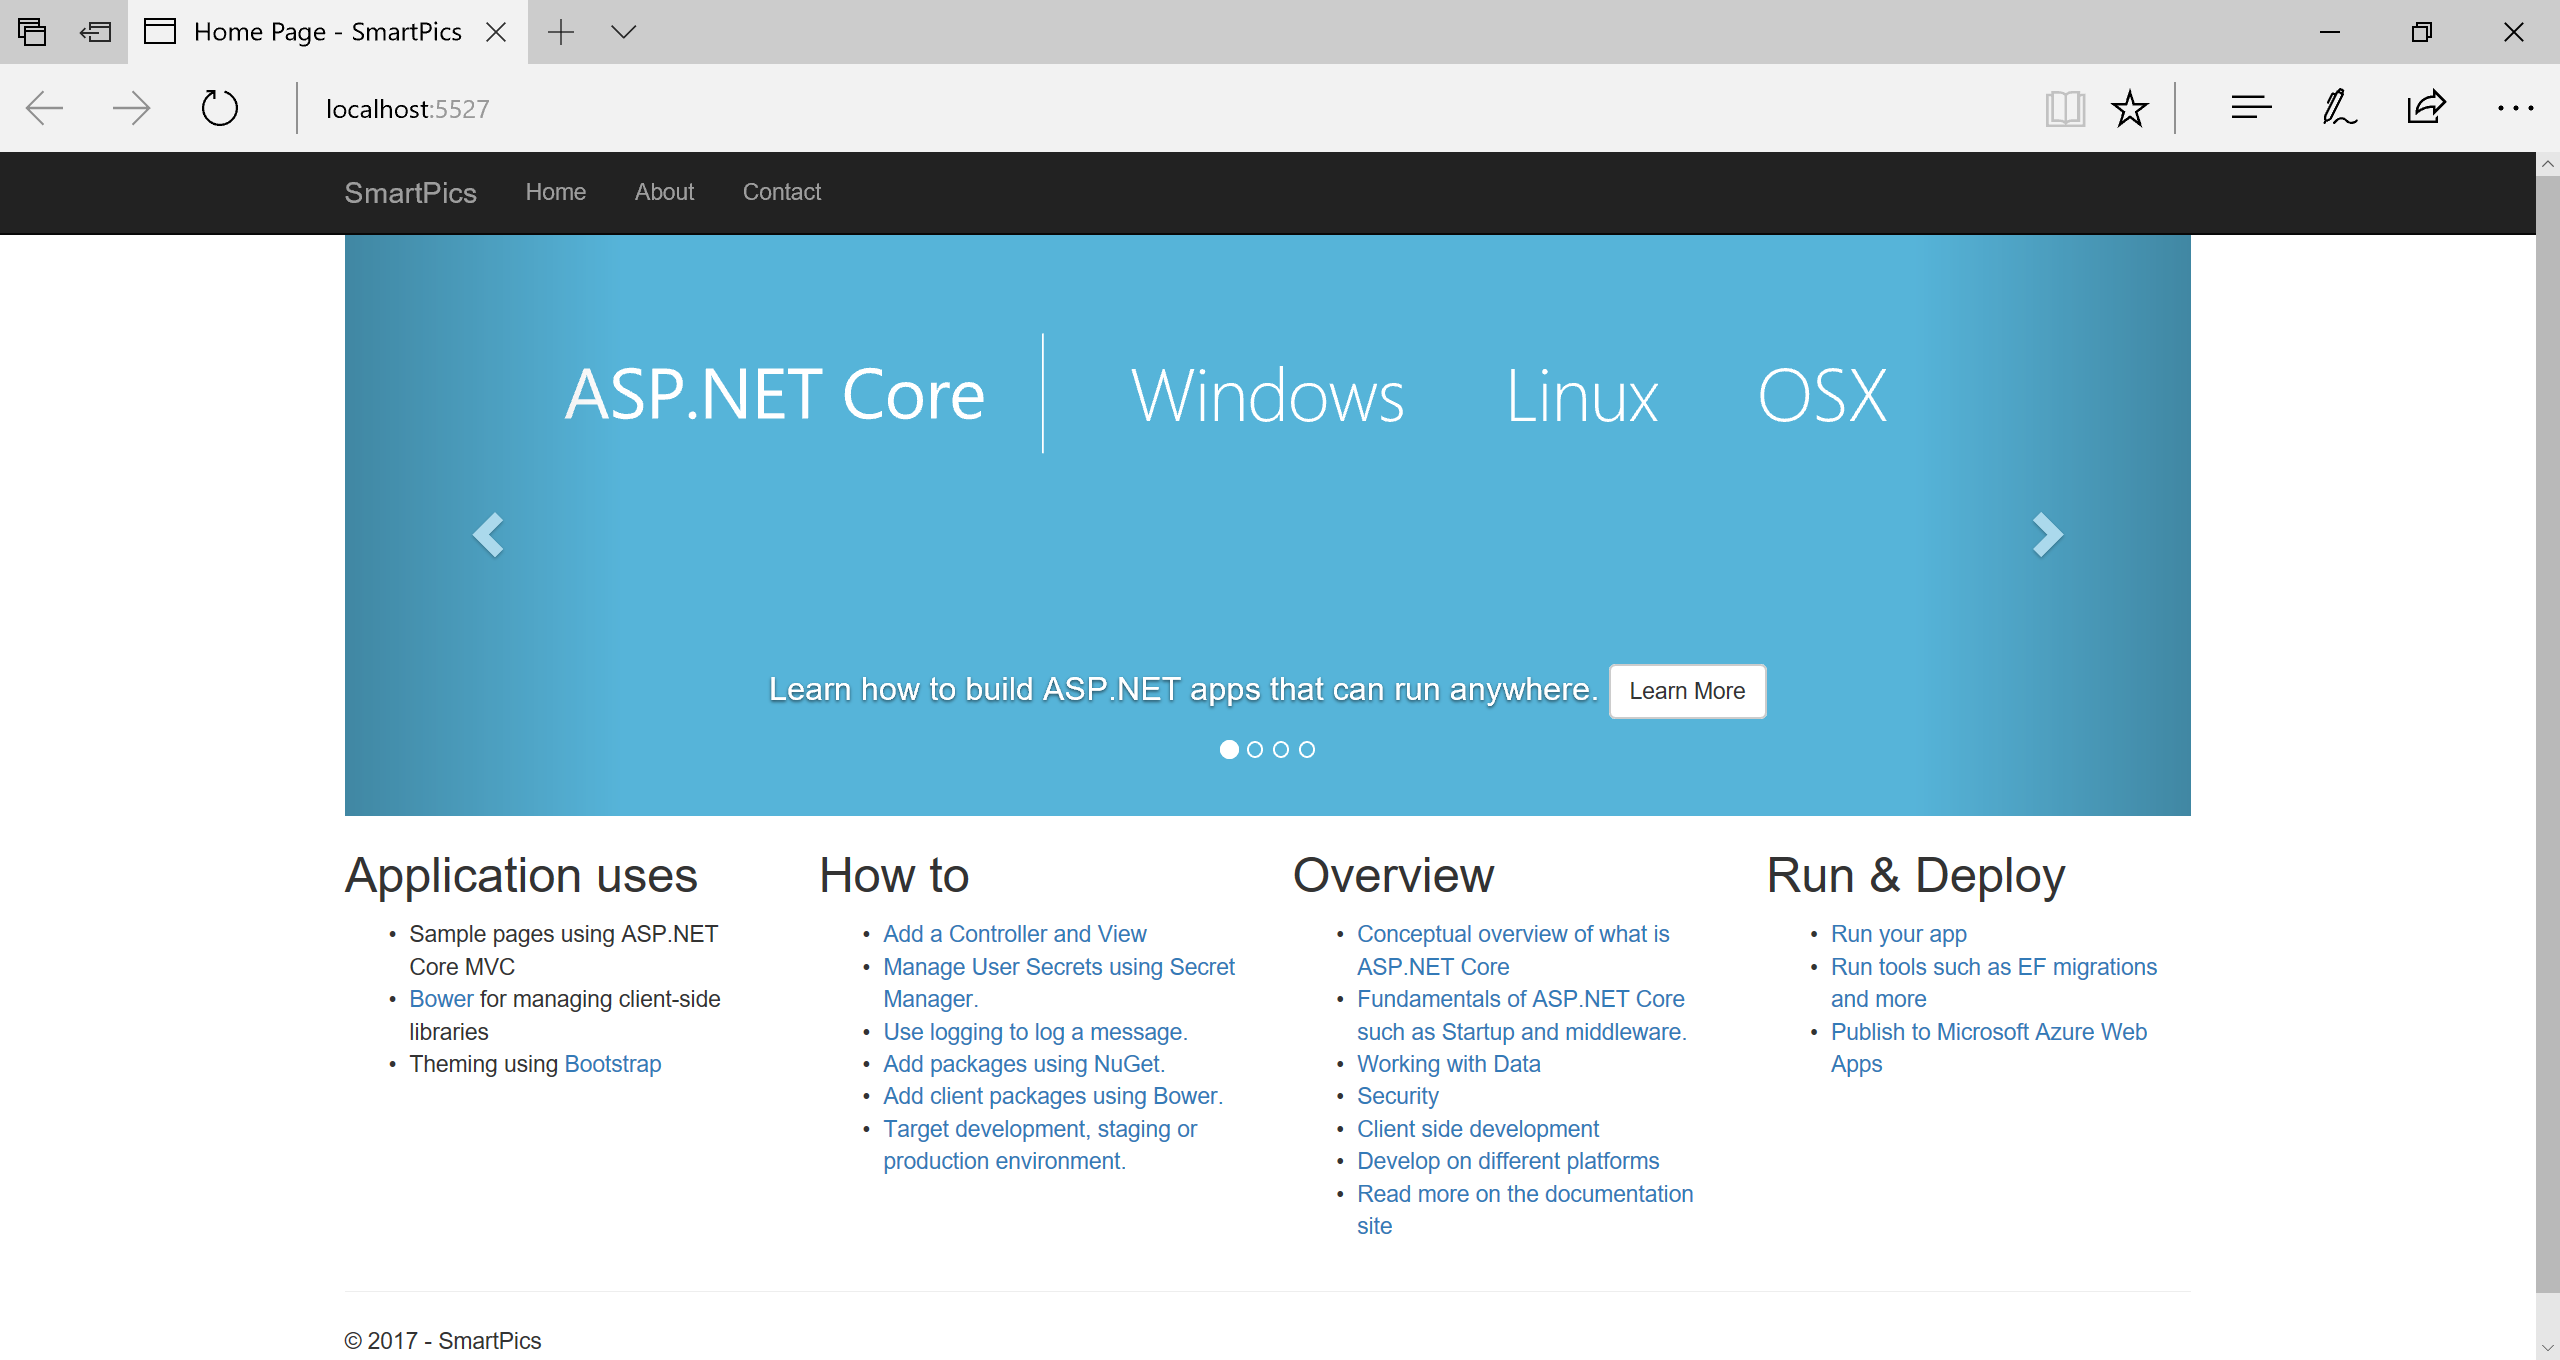 Home Page - SmartPics
localhost:5527
SmartPics Home About Contact
ASP.NET Core Windows Linux OSX
Learn how to build ASP.NET apps that can run anywhere. Learn More
Application uses
• Sample pages using ASP.NET
Core MVC
• Bower for managing client-side
libraries
• Theming using Bootstrap
How to
• Add a Controller and View
• Manage User Secrets using Secret
Manager.
• Use logging to log a message.
• Add packages using NuGet.
• Add client packages using Bower.
• Target development, staging or
production environment.
Overview
• Conceptual overview of what is
ASP.NET Core
• Fundamentals of ASP.NET Core
such as Startup and middleware.
• Working with Data
• Security
• Client side development
• Develop on different platforms
• Read more on the documentation
site
Run & Deploy
• Run your app
• Run tools such as EF migrations
and more
• Publish to Microsoft Azure Web
Apps
© 2017 - SmartPics